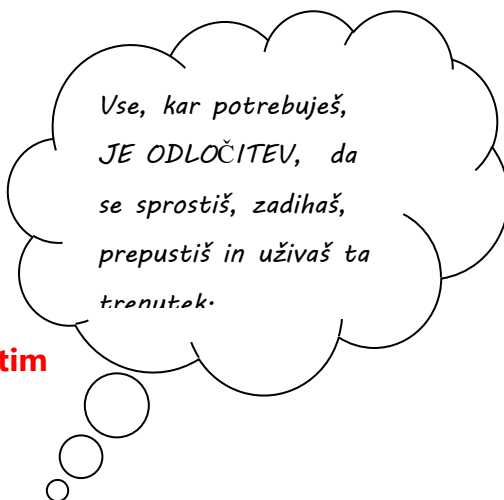 Vse, kar potrebuješ,
JE ODLOČITEV, da
se sprostiš, zadihaš,
prepustiš in uživaš ta
trenutek.
tim